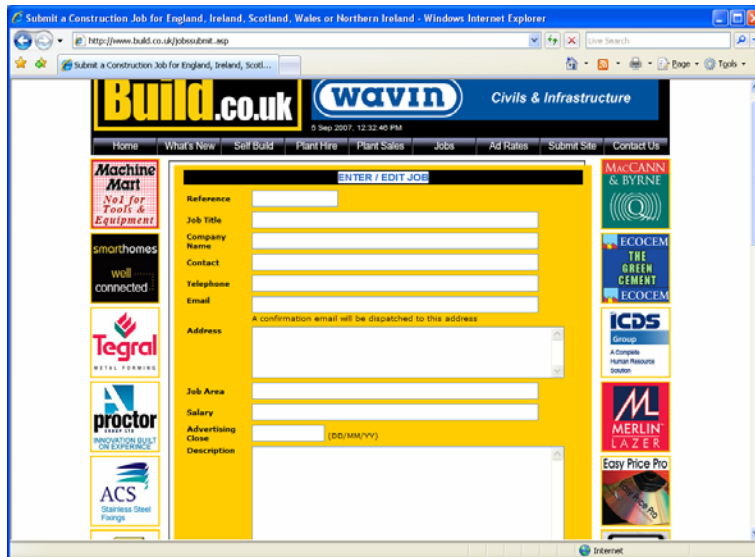 Submit a Construction Job for England, Ireland, Scotland, Wales or Northern Ireland - Windows Internet Explorer
http://www.build.co.uk/jobssubmit.asp
Live Search
Submit a Construction Job for England, Ireland, Scotl...
Page
Tools
Build.co.uk
wavin
Civils & Infrastructure
5 Sep 2007, 12:32:46 PM
Home What's New Self Build Plant Hire Plant Sales Jobs Ad Rates Submit Site Contact Us
Machine
Mart
No1 for
Tools &
Equipment
smarthomes
well
connected
Tegral
METAL FORMING
proctor
GROUP LTD
INNOVATION BUILT
ON EXPERIENCE
ACS
Stainless Steel
Fixings
ENTER / EDIT JOB
Reference
Job Title
Company
Name
Contact
Telephone
Email
A confirmation email will be dispatched to this address
Address
Job Area
Salary
Advertising
Close
(DD/MM/YY)
Description
MACCANN
& BYRNE
ECOCEM
THE
GREEN
CEMENT
ECOCEM
ICDS
Group
A Complete
Human Resource
Solution
MERLIN
LAZER
Easy Price Pro
Easy Price Pro
Internet